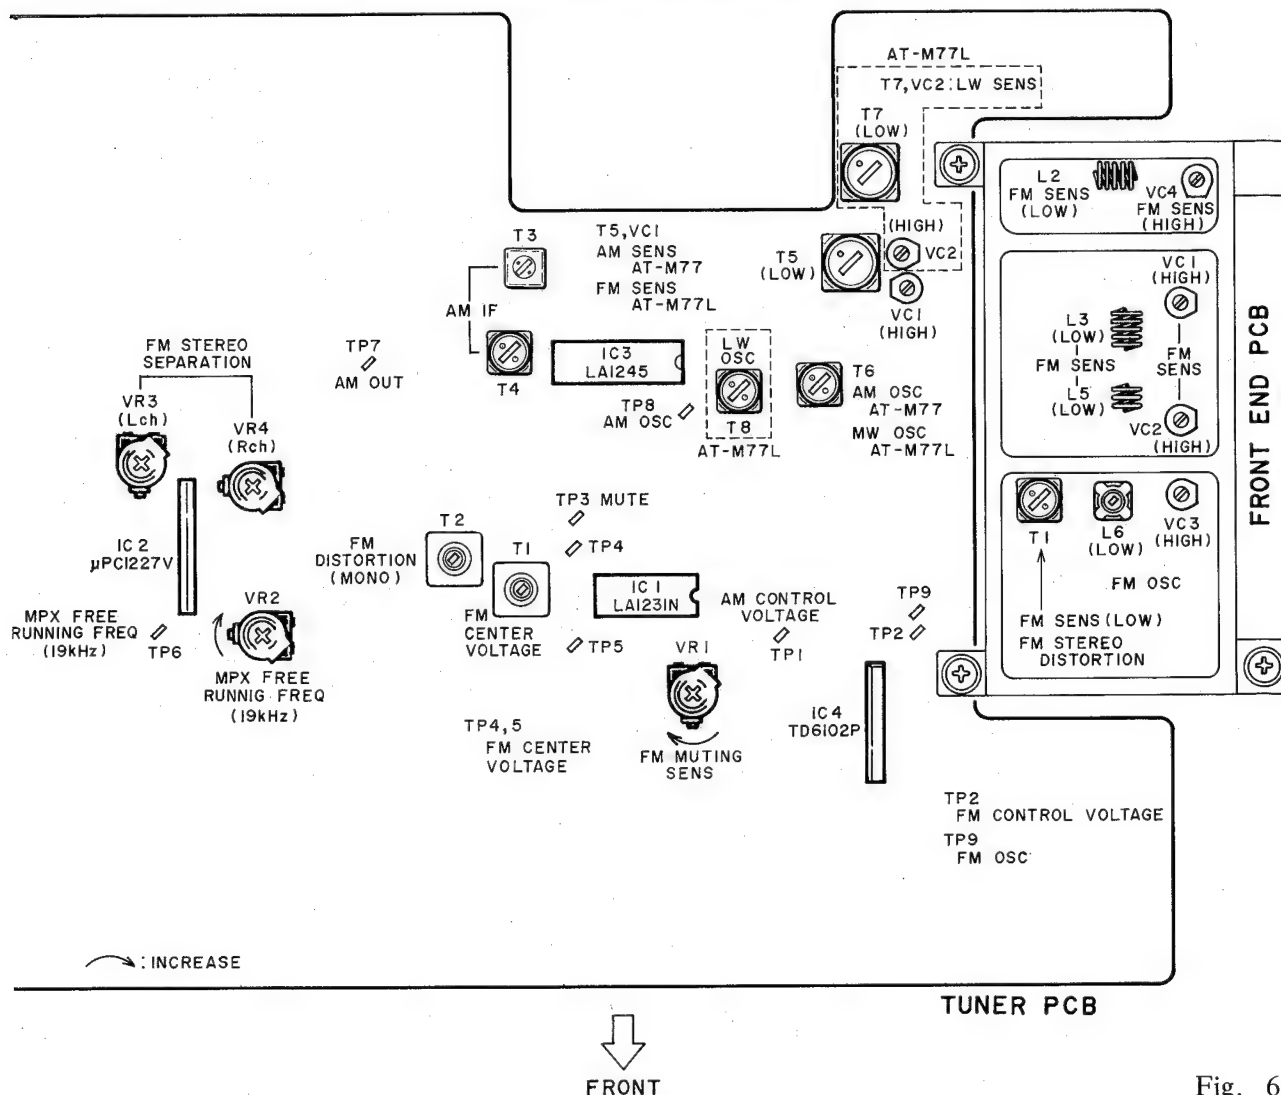 AT-M77L
T7,VC2:LW SENS
T7
(LOW)
L2
FM SENS
(LOW)
VC4
FM SENS
(HIGH)
T3
T5,VC1
AM SENS
AT-M77
FM SENS
AT-M77L
T5
(LOW)
(HIGH)
VC2
VC1
(HIGH)
VC1
(HIGH)
AM IF
L3
(LOW)
FM SENS
L5
(LOW)
FM
SENS
VC2
(HIGH)
FRONT END PCB
FM STEREO
SEPARATION
TP7
AM OUT
T4
IC3
LA1245
LW
OSC
T8
AT-M77L
T6
AM OSC
AT-M77
MW OSC
AT-M77L
TP8
AM OSC
VR3
(Lch)
VR4
(Rch)
TP3 MUTE
TP4
T1
L6
(LOW)
VC3
(HIGH)
FM OSC
FM SENS(LOW)
FM STEREO
DISTORTION
IC2
μPC1227V
FM
DISTORTION
(MONO)
T2
T1
FM
CENTER
VOLTAGE
IC1
LA1231N
AM CONTROL
VOLTAGE
TP1
TP9
TP2
MPX FREE
RUNNING FREQ
(19kHz)
TP6
VR2
MPX FREE
RUNNIG FREQ
(19kHz)
TP5
VR1
FM MUTING
SENS
IC4
TD6102P
TP4,5
FM CENTER
VOLTAGE
TP2
FM CONTROL VOLTAGE
TP9
FM OSC
:INCREASE
TUNER PCB
FRONT
Fig. 6